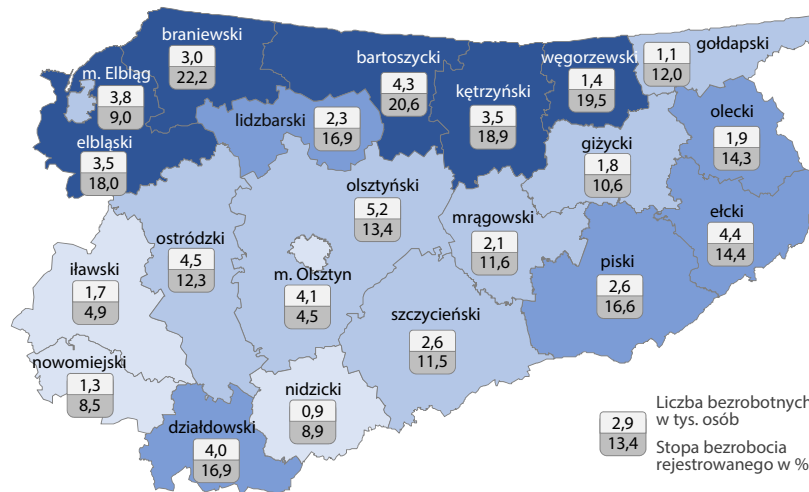 braniewski
3,0
22,2
m. Elbląg
3,8
9,0
bartoszycki
4,3
20,6
węgorzewski
1,4
19,5
gołdapski
1,1
12,0
kętrzyński
3,5
18,9
lidzbarski
2,3
16,9
olecki
1,9
14,3
elbląski
3,5
18,0
giżycki
1,8
10,6
olsztyński
5,2
13,4
mrągowski
2,1
11,6
ełcki
4,4
14,4
ostródzki
4,5
12,3
iławski
1,7
4,9
m. Olsztyn
4,1
4,5
piski
2,6
16,6
szczycieński
2,6
11,5
nowomiejski
1,3
8,5
nidzicki
0,9
8,9
działdowski
4,0
16,9
2,9
13,4
Liczba bezrobotnych
w tys. osób
Stopa bezrobocia
rejestrowanego w %